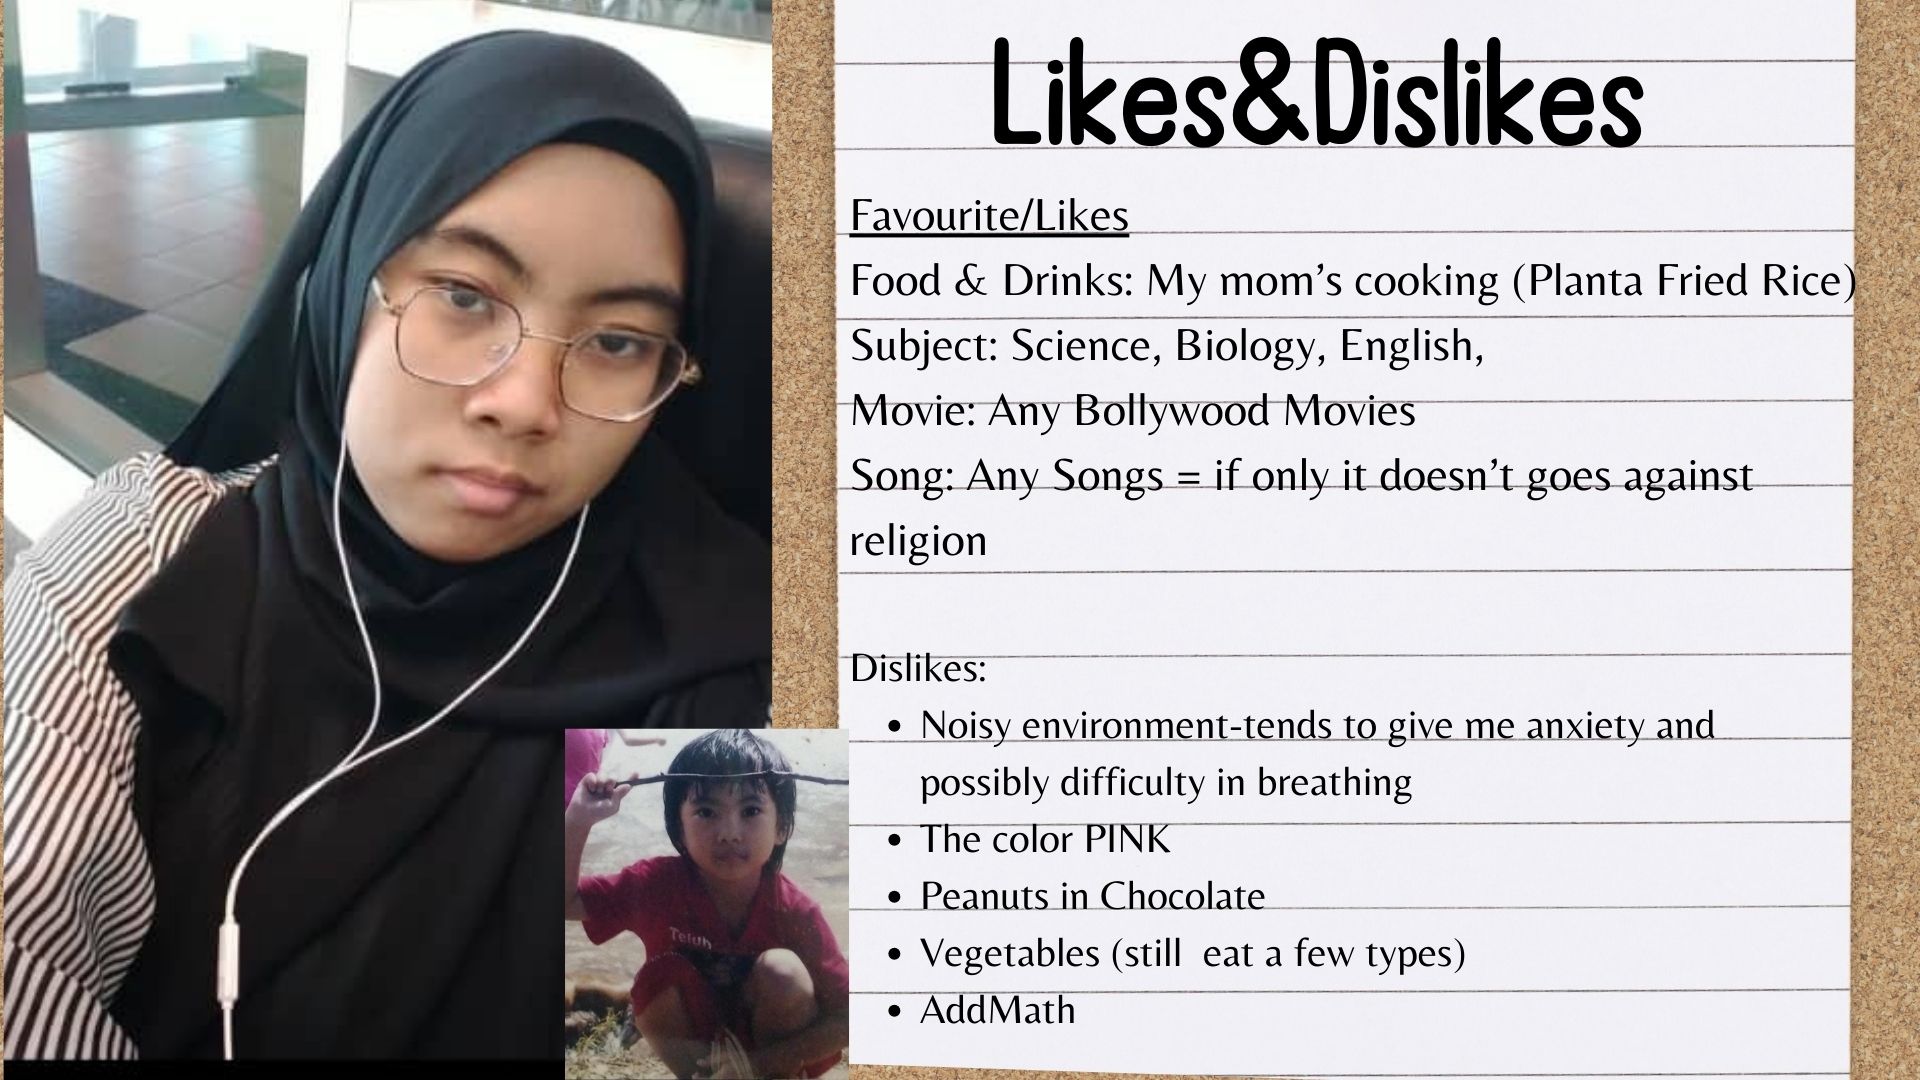 Likes&Dislikes
Favourite/Likes
Food & Drinks: My mom’s cooking (Planta Fried Rice)
Subject: Science, Biology, English,
Movie: Any Bollywood Movies
Song: Any Songs = if only it doesn’t goes against
religion
Dislikes:
• Noisy environment-tends to give me anxiety and
possibly difficulty in breathing
• The color PINK
• Peanuts in Chocolate
• Vegetables (still  eat a few types)
• AddMath
Teluh